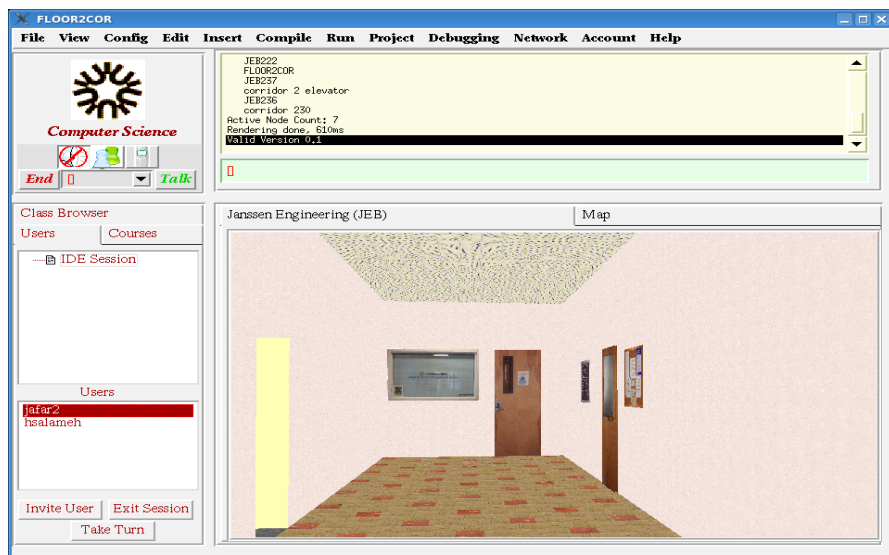 FLOOR2COR
File View Config Edit Insert Compile Run Project Debugging Network Account Help
Computer Science
End
Talk
JEB222
FLOOR2COR
JEB237
corridor 2 elevator
JEB236
corridor 230
Active Node Count: 7
Rendering done, 610ms
Valid Version 0.1
Class Browser
Users Courses
IDE Session
Users
jafar2
hsalameh
Invite User Exit Session
Take Turn
Janssen Engineering (JEB) Map